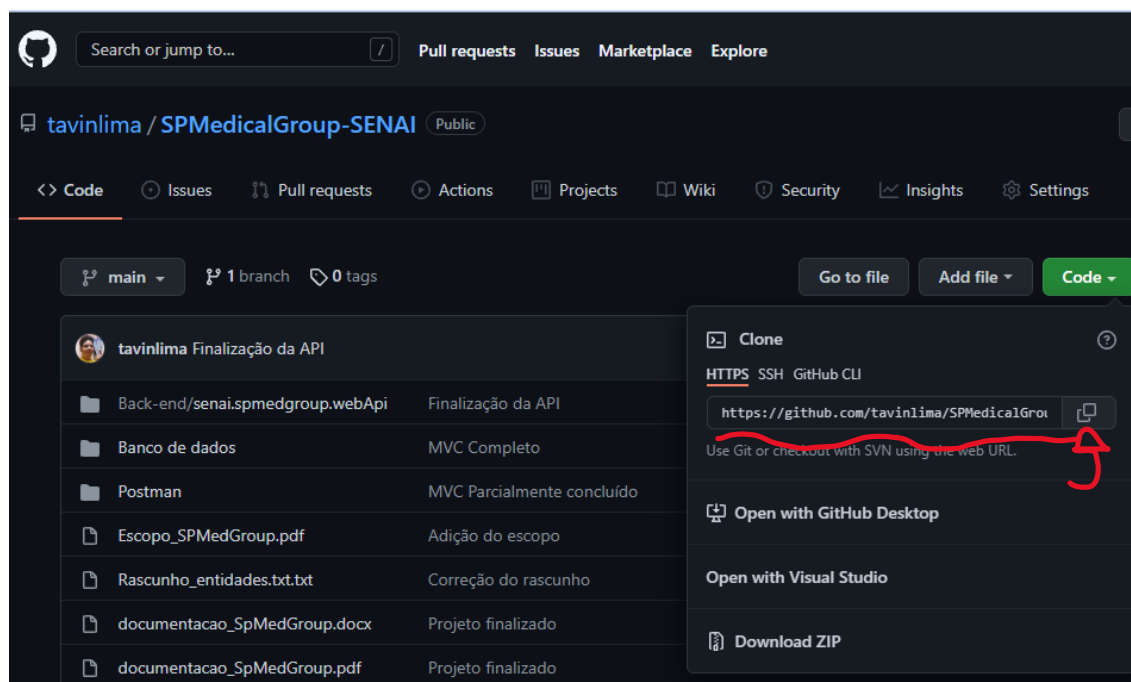 Search or jump to... /
Pull requests Issues Marketplace Explore
tavinlima / SPMedicalGroup-SENAI Public
<> Code Issues Pull requests Actions Projects Wiki Security Insights Settings
main 1 branch 0 tags Go to file Add file Code
tavinlima Finalização da API
Back-end/senai.spmedgroup.webApi Finalização da API
Banco de dados MVC Completo
Postman MVC Parcialmente concluído
Escopo_SPMedGroup.pdf Adição do escopo
Rascunho_entidades.txt.txt Correção do rascunho
documentacao_SpMedGroup.docx Projeto finalizado
documentacao_SpMedGroup.pdf Projeto finalizado
Clone ?
HTTPS SSH GitHub CLI
https://github.com/tavinlima/SPMedicalGrou
Use Git or checkout with SVN using the web URL.
Open with GitHub Desktop
Open with Visual Studio
Download ZIP